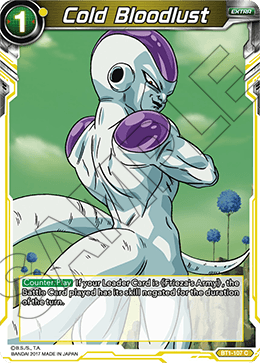 1
Cold Bloodlust
EXTRA
SAMPLE
Counter:Play If your Leader Card is {Frieza's Army}, the
Battle Card played has its skill negated for the duration
of the turn.
©B.S./S., T.A
BANDAI 2017 MADE IN JAPAN
BT1-107 C